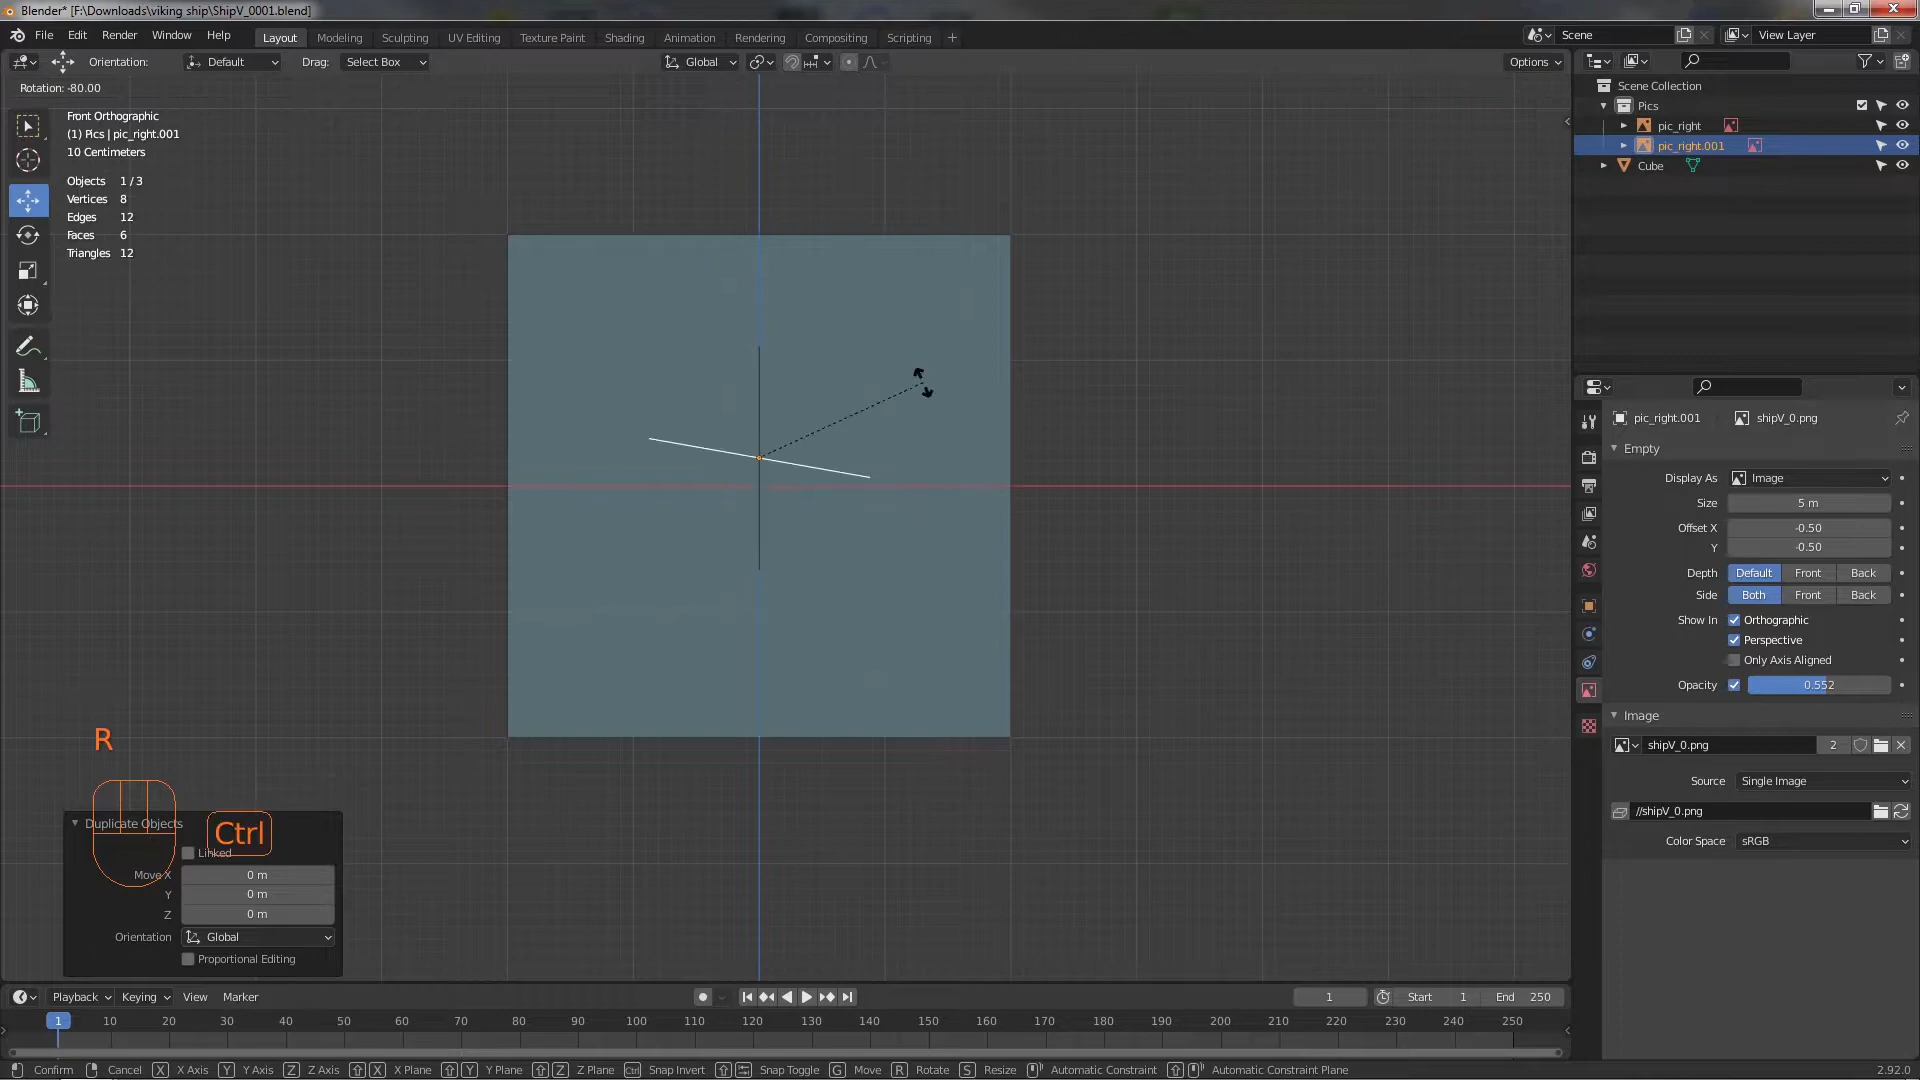 Blender* [F:\Downloads\viking ship\ShipV_0001.blend]
File Edit Render Window Help Layout Modeling Sculpting UV Editing Texture Paint Shading Animation Rendering Compositing Scripting + Scene View Layer
Orientation: Default Drag: Select Box Global Options
Rotation: -80.00
Front Orthographic
(1) Pics | pic_right.001
10 Centimeters
Objects 1 / 3
Vertices 8
Edges 12
Faces 6
Triangles 12
Scene Collection
Pics
pic_right
pic_right.001
Cube
pic_right.001 shipV_0.png
Empty
Display As Image
Size 5 m
Offset X -0.50
Y -0.50
Depth Default Front Back
Side Both Front Back
Show In Orthographic
Perspective
Only Axis Aligned
Opacity 0.552
Image
shipV_0.png 2
Source Single Image
//shipV_0.png
Color Space sRGB
R
Ctrl
Duplicate Objects
Linked
Move X 0 m
Y 0 m
Z 0 m
Orientation Global
Proportional Editing
Playback Keying View Marker 1 Start 1 End 250
1 10 20 30 40 50 60 70 80 90 100 110 120 130 140 150 160 170 180 190 200 210 220 230 240 250
Confirm Cancel X X Axis Y Y Axis Z Z Axis X X Plane Y Y Plane Z Z Plane Ctrl Snap Invert Snap Toggle G Move R Rotate S Resize Automatic Constraint Automatic Constraint Plane 2.92.0